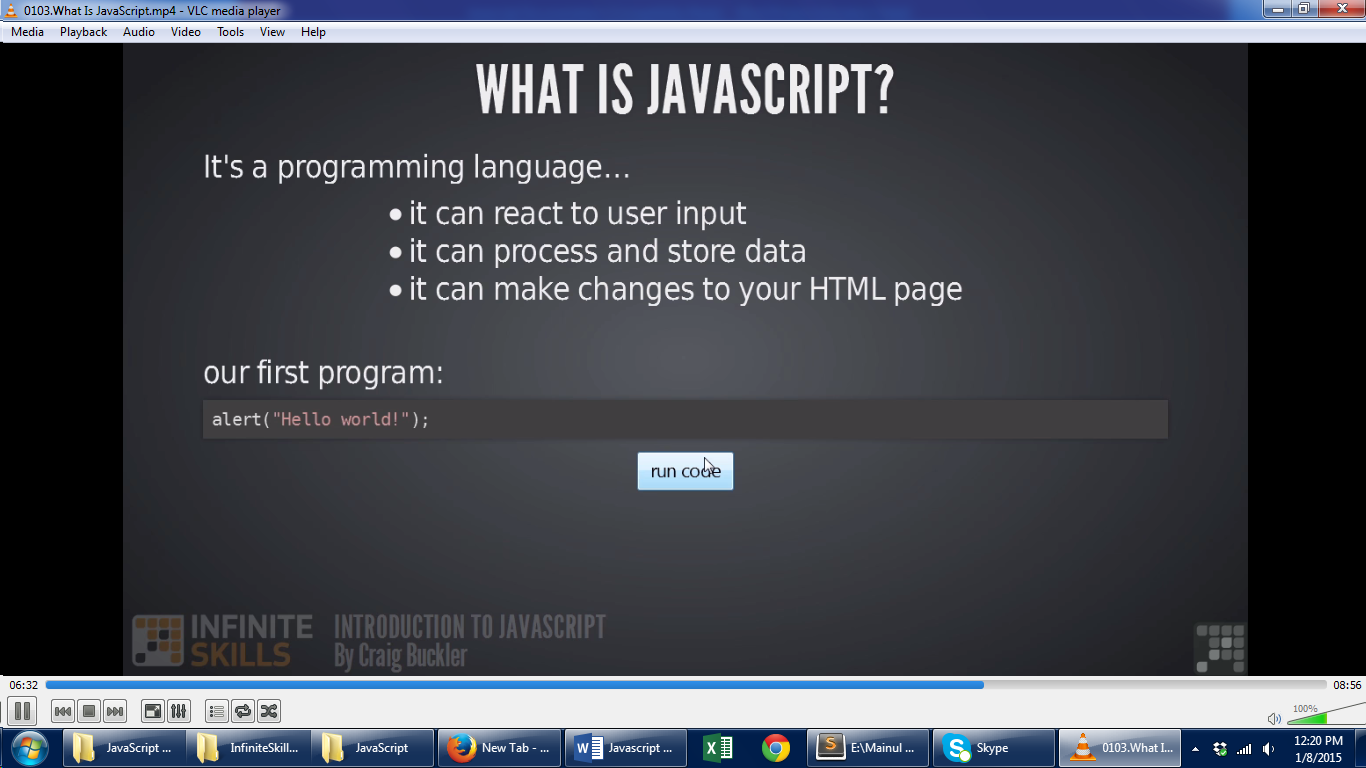 0103.What Is JavaScript.mp4 - VLC media player
Media Playback Audio Video Tools View Help
WHAT IS JAVASCRIPT?
It's a programming language...
• it can react to user input
• it can process and store data
• it can make changes to your HTML page
our first program:
alert("Hello world!");
run code
INFINITE SKILLS
INTRODUCTION TO JAVASCRIPT
By Craig Buckler
06:32
08:56
100%
JavaScript ...
InfiniteSkill...
JavaScript
New Tab - ...
Javascript ...
E:\Mainul ...
Skype
0103.What I...
12:20 PM
1/8/2015